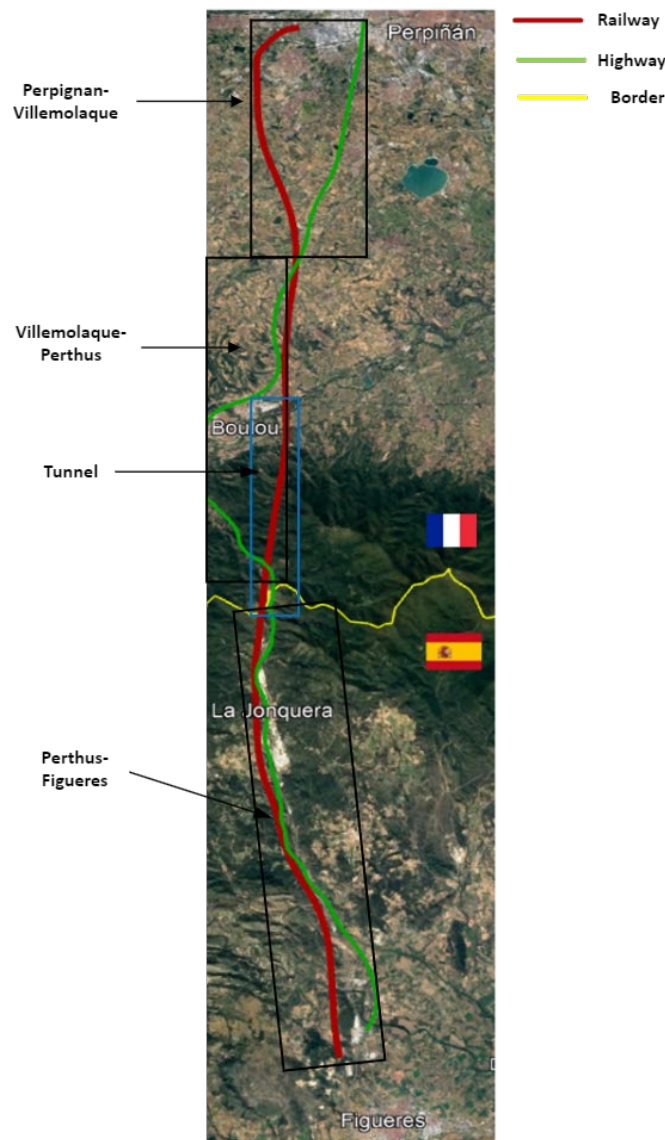 Perpiñán
Railway
Highway
Border
Perpignan-
Villemolaque
Villemolaque-
Perthus
Boulou
Tunnel
La Jonquera
Perthus-
Figueres
Figueres